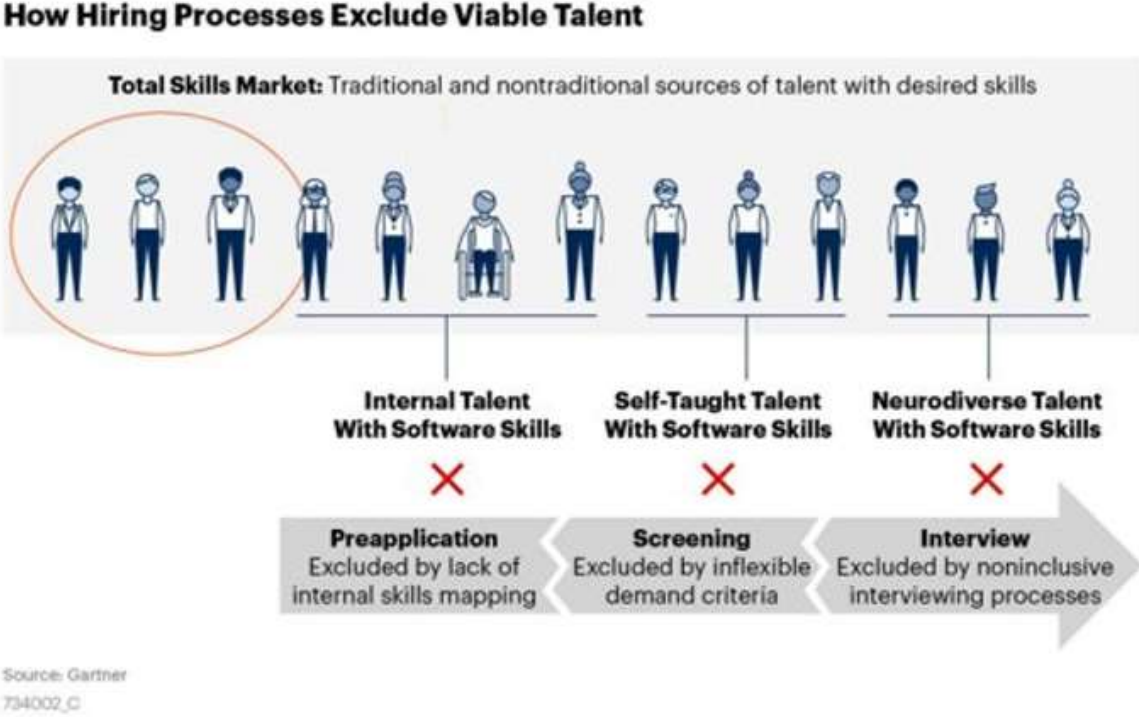 How Hiring Processes Exclude Viable Talent
Total Skills Market: Traditional and nontraditional sources of talent with desired skills
Internal Talent
With Software Skills
Self-Taught Talent
With Software Skills
Neurodiverse Talent
With Software Skills
Preapplication
Excluded by lack of
internal skills mapping
Screening
Excluded by inflexible
demand criteria
Interview
Excluded by noninclusive
interviewing processes
Source: Gartner
734002_C